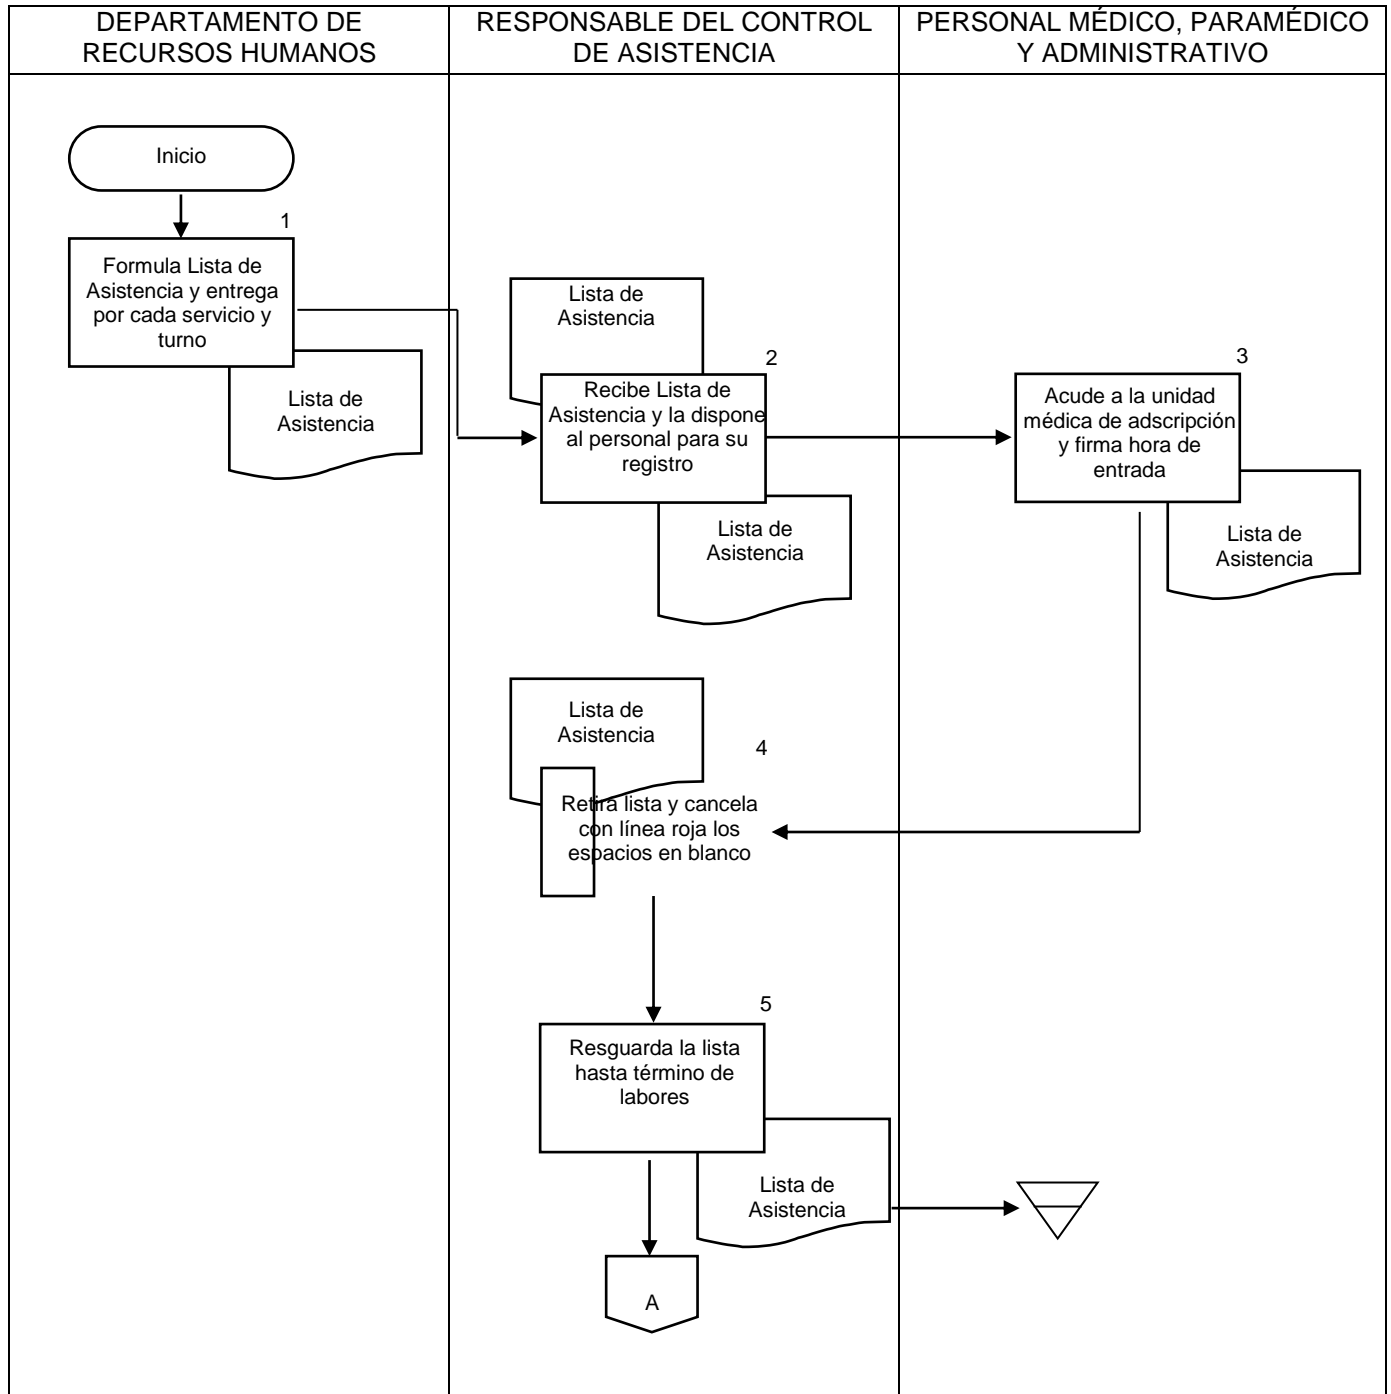 DEPARTAMENTO DE
RECURSOS HUMANOS
RESPONSABLE DEL CONTROL
DE ASISTENCIA
PERSONAL MÉDICO, PARAMÉDICO
Y ADMINISTRATIVO
Inicio
1
Formula Lista de
Asistencia y entrega
por cada servicio y
turno
Lista de
Asistencia
Lista de
Asistencia
2
Recibe Lista de
Asistencia y la dispone
al personal para su
registro
Lista de
Asistencia
3
Acude a la unidad
médica de adscripción
y firma hora de
entrada
Lista de
Asistencia
Lista de
Asistencia
4
Retira lista y cancela
con línea roja los
espacios en blanco
5
Resguarda la lista
hasta término de
labores
Lista de
Asistencia
A